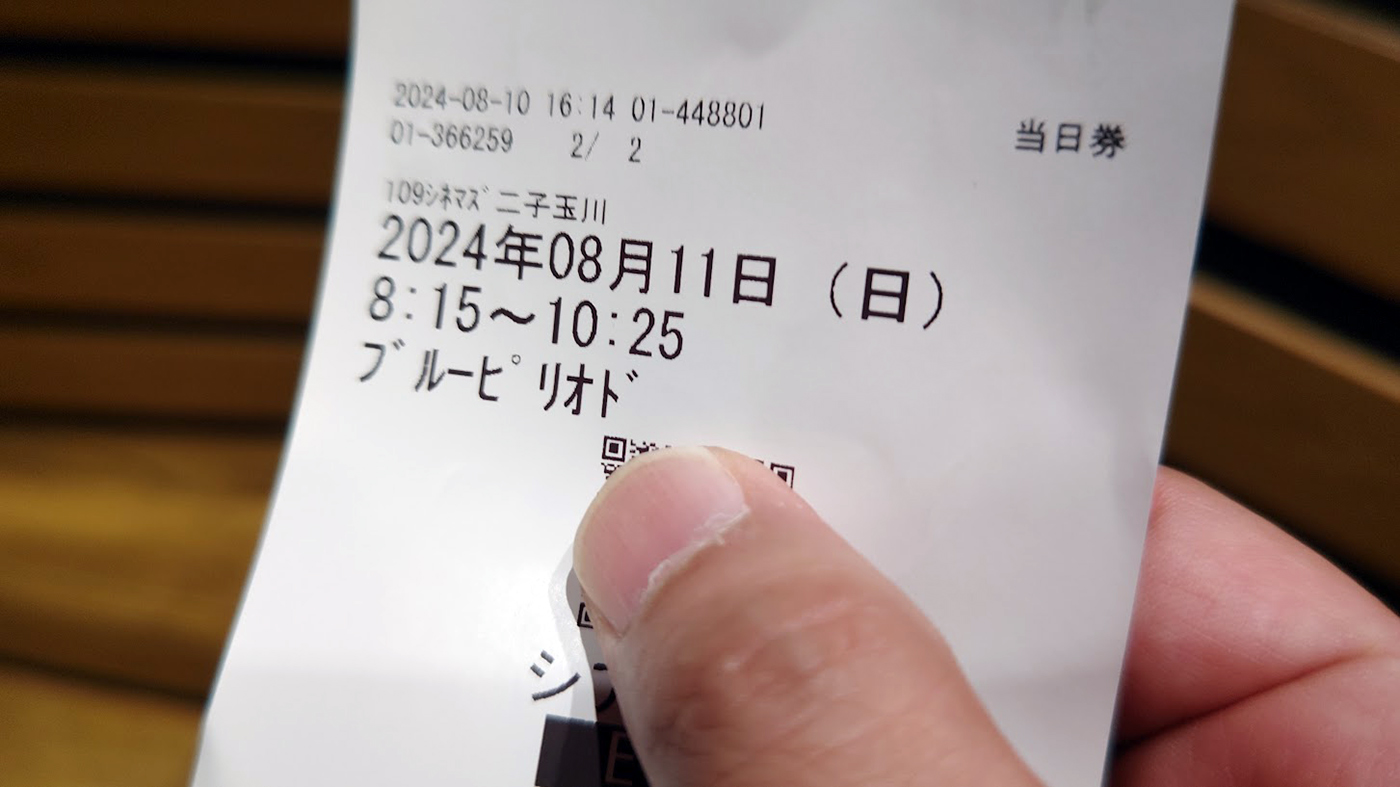 2024-08-10 16:14 01-448801
01-366259 2/ 2
当日券
109ｼﾈﾏｽﾞ二子玉川
2024年08月11日（日）
8:15～10:25
ﾌﾞﾙｰﾋﾟﾘｵﾄﾞ
シ
E